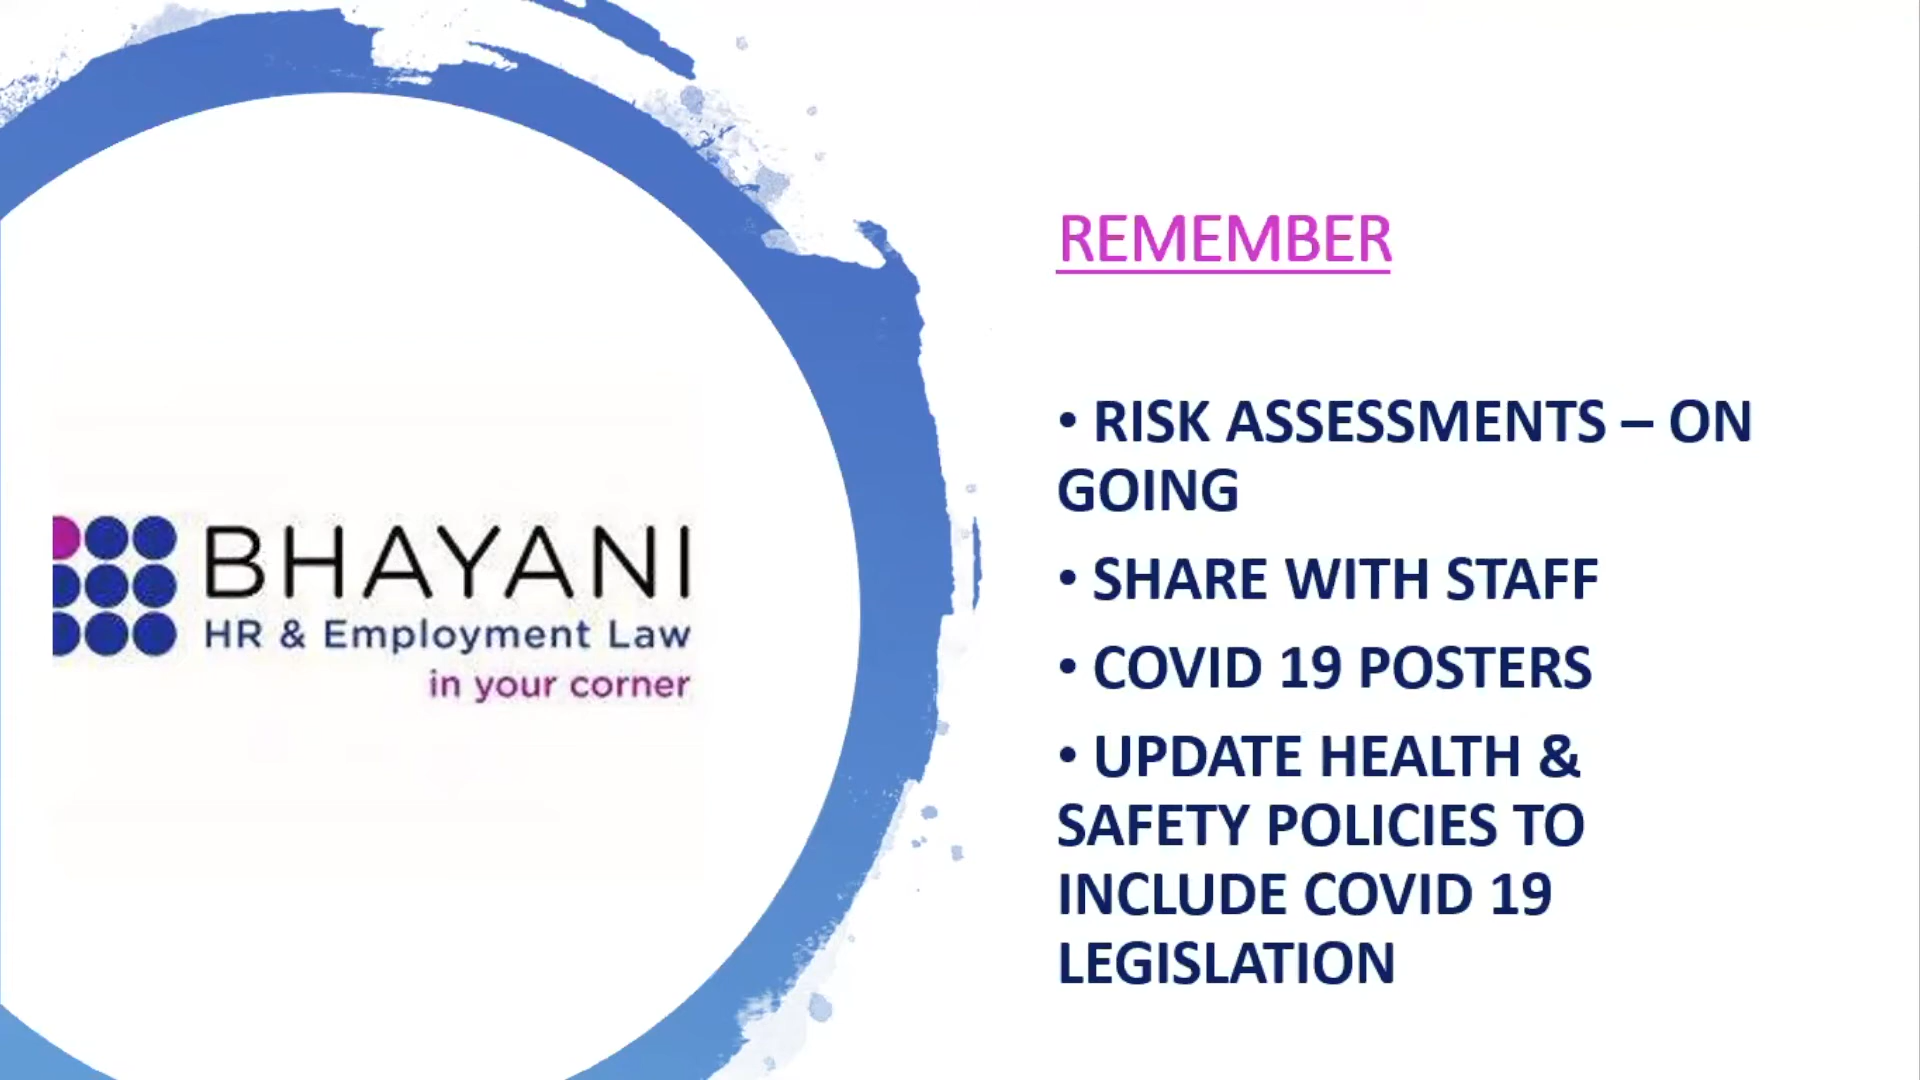 BHAYANI
HR & Employment Law
in your corner
REMEMBER
• RISK ASSESSMENTS – ON
GOING
• SHARE WITH STAFF
• COVID 19 POSTERS
• UPDATE HEALTH &
SAFETY POLICIES TO
INCLUDE COVID 19
LEGISLATION